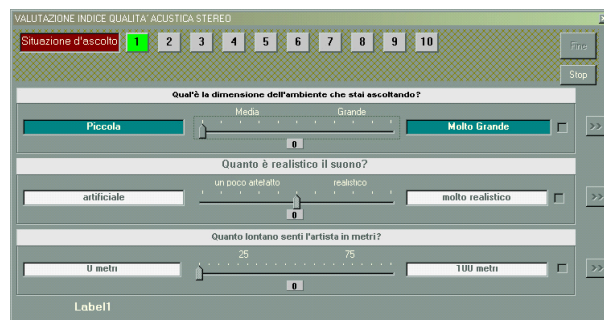 VALUTAZIONE INDICE QUALITA' ACUSTICA STEREO
Situazione d'ascolto 1 2 3 4 5 6 7 8 9 10 Fine
Stop
Qual'è la dimensione dell'ambiente che stai ascoltando?
Media Grande
Piccola Molto Grande >>
0
Quanto è realistico il suono?
un poco artefatto realistico
artificiale molto realistico >>
0
Quanto lontano senti l'artista in metri?
25 75
0 metri 100 metri >>
0
Label1